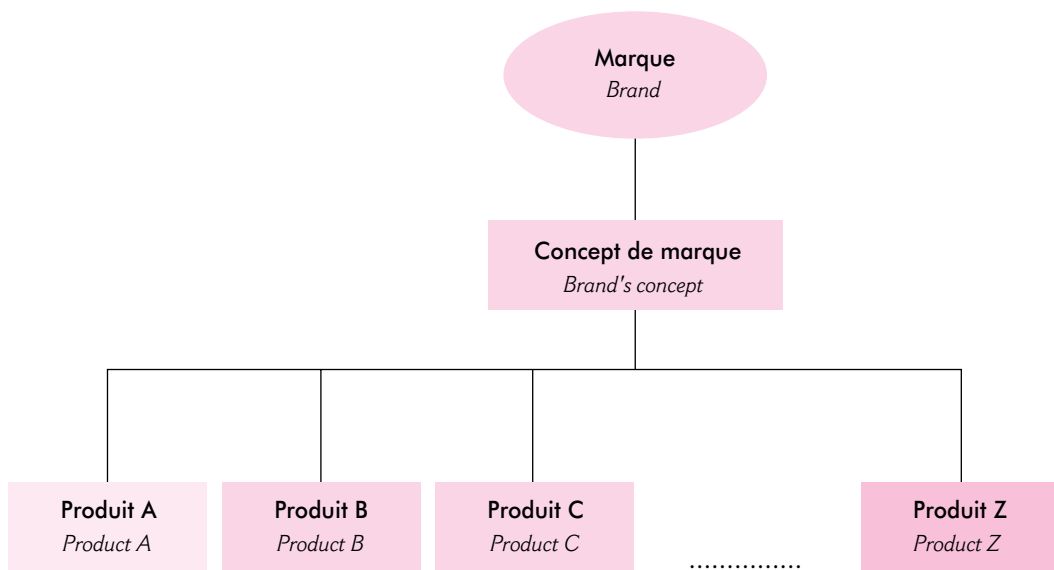 Marque
Brand
Concept de marque
Brand's concept
Produit A
Product A
Produit B
Product B
Produit C
Product C
...............
Produit Z
Product Z